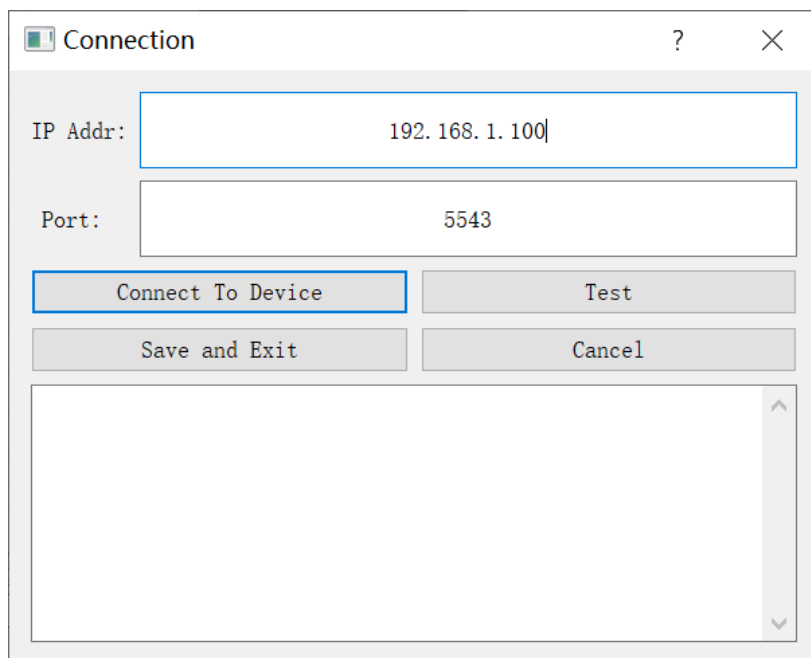 Connection
IP Addr: 192.168.1.100
Port: 5543
Connect To Device Test
Save and Exit Cancel